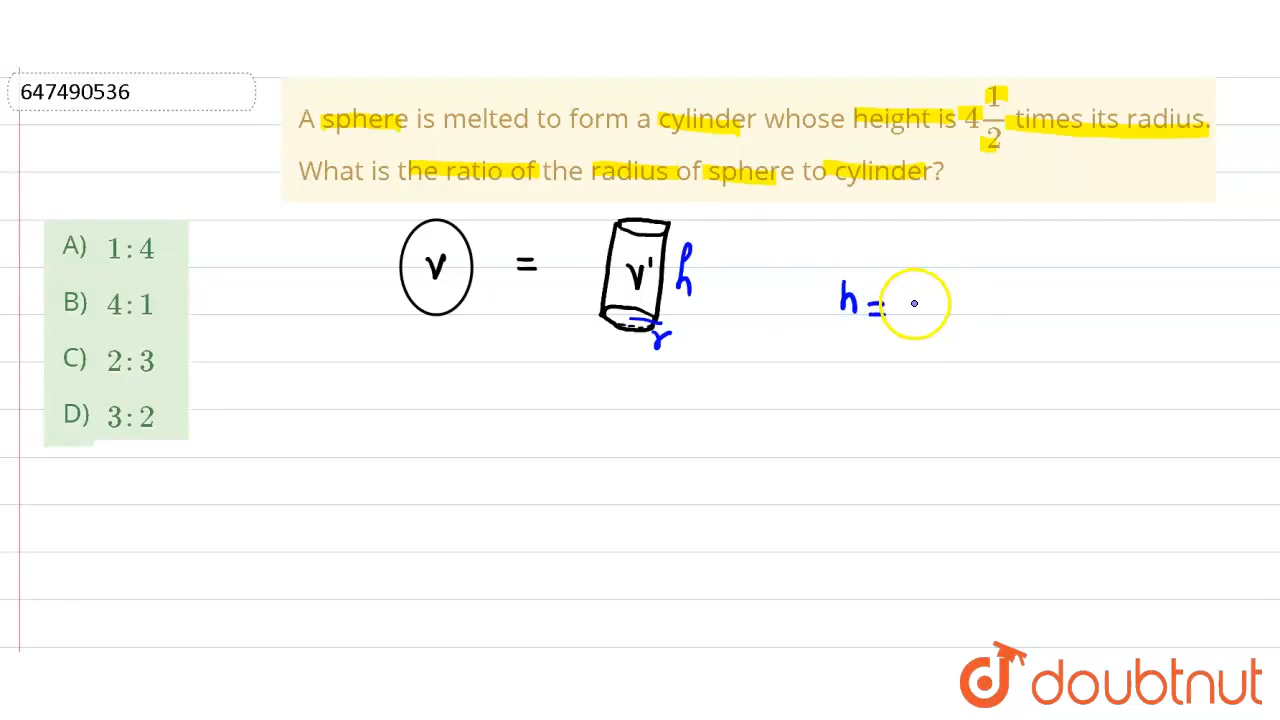 647490536
A sphere is melted to form a cylinder whose height is 4 1/2 times its radius.
What is the ratio of the radius of sphere to cylinder?
A) 1 : 4
B) 4 : 1
C) 2 : 3
D) 3 : 2
V = V' h
r
h =
doubtnut